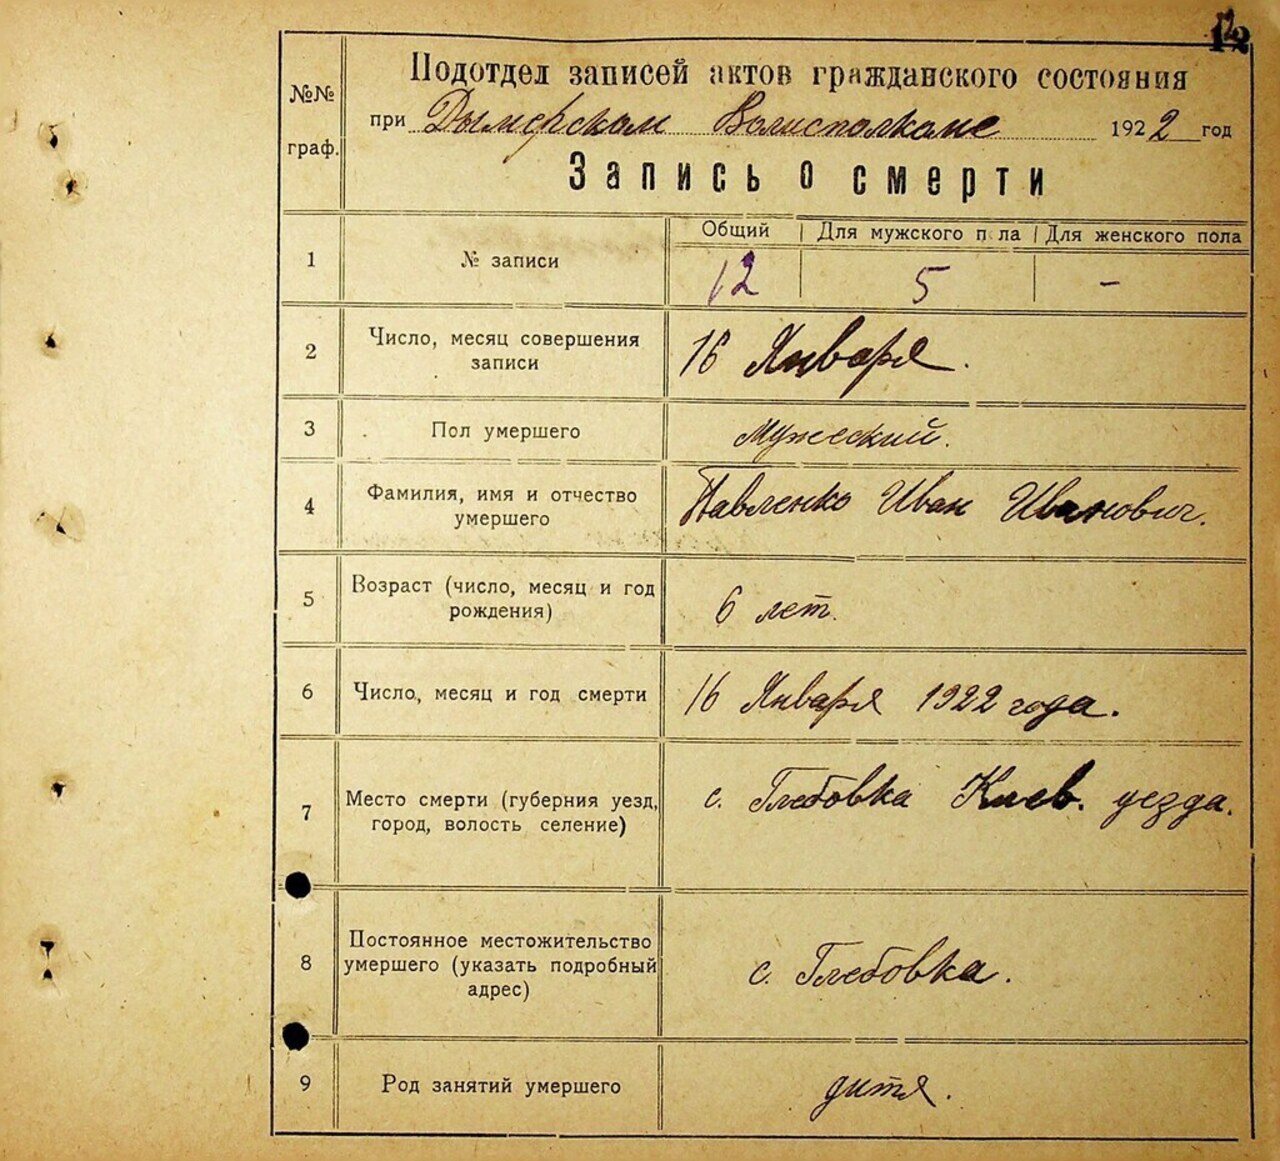 12
Подотдел записей актов гражданского состояния
при Дымерском Волисполкоме 1922 год
Запись о смерти
№№ граф.
Общий | Для мужского пола | Для женского пола
1 № записи 12 5 -
2 Число, месяц совершения
записи
16 Января.
3 Пол умершего мужеский.
4 Фамилия, имя и отчество
умершего
Павленко Иван Иванович.
5 Возраст (число, месяц и год
рождения)
6 лет.
6 Число, месяц и год смерти 16 Января 1922 года.
7 Место смерти (губерния уезд,
город, волость селение)
с. Глебовка Киев. уезда.
8 Постоянное местожительство
умершего (указать подробный
адрес)
с. Глебовка.
9 Род занятий умершего дитя.